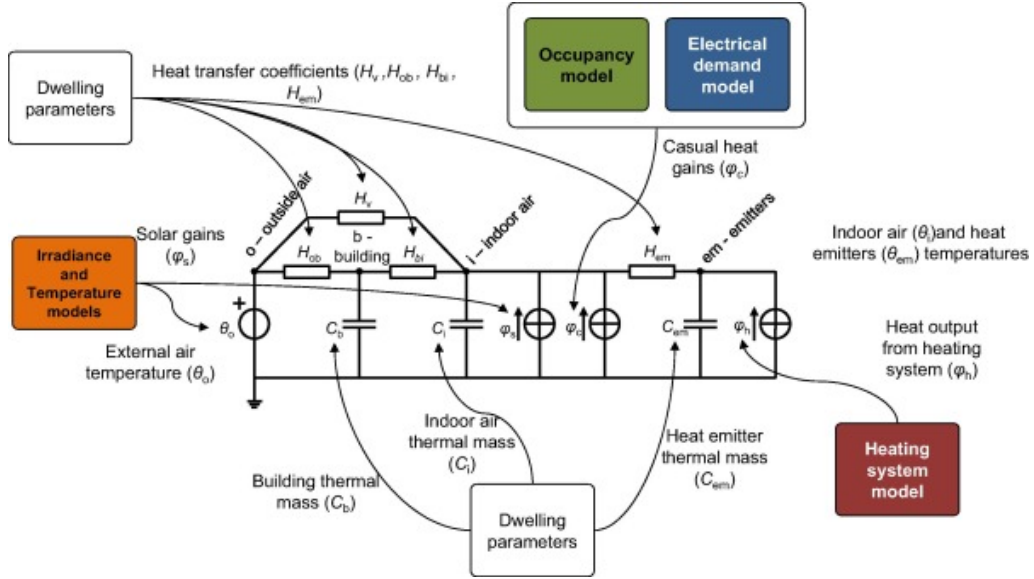 Dwelling
parameters
Heat transfer coefficients (Hv ,Hob, Hbi ,
Hem)
Occupancy
model
Electrical
demand model
Casual heat
gains (φc)
o – outside air
Hv
b -
building
Hob
Hbi
i – indoor air
Hem
em - emitters
Indoor air (θi)and heat
emitters (θem) temperatures
Solar gains
(φs)
Irradiance
and
Temperature
models
+
θo
Cb
Ci
φs
φc
Cem
φh
External air
temperature (θo)
Heat output
from heating
system (φh)
Indoor air
thermal mass
(Ci)
Heat emitter
thermal mass
(Cem)
Building thermal
mass (Cb)
Heating
system
model
Dwelling
parameters